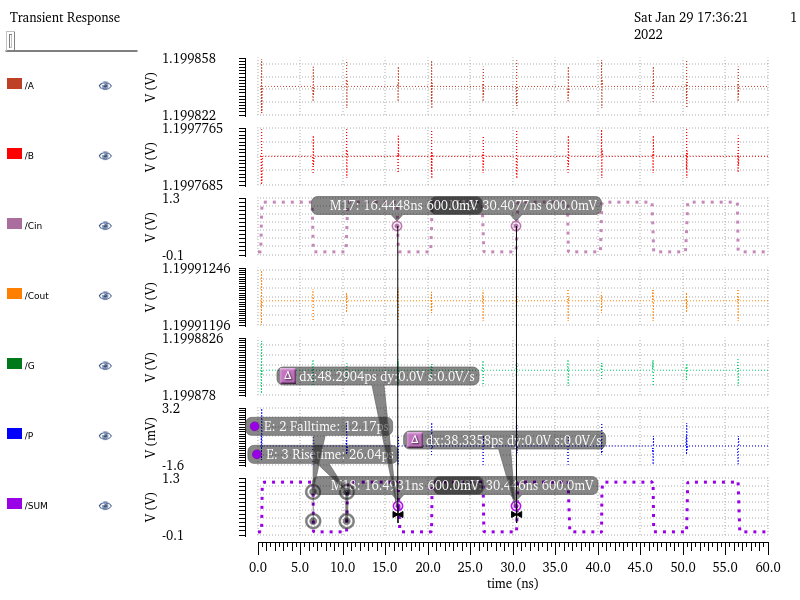 Transient Response
Sat Jan 29 17:36:21 2022
1
/A
V (V)
1.199858
1.199822
/B
V (V)
1.1997765
1.1997685
/Cin
V (V)
1.3
-0.1
M17: 16.4448ns 600.0mV
30.4077ns 600.0mV
/Cout
V (V)
1.19991246
1.19991196
/G
V (V)
1.1998826
1.199878
Δ dx:48.2904ps dy:0.0V s:0.0V/s
/P
V (mV)
3.2
-1.6
E: 2 Falltime: 12.17ps
Δ dx:38.3358ps dy:0.0V s:0.0V/s
E: 3 Risetime: 26.04ps
/SUM
V (V)
1.3
-0.1
M18: 16.4931ns 600.0mV
30.446ns 600.0mV
0.0 5.0 10.0 15.0 20.0 25.0 30.0 35.0 40.0 45.0 50.0 55.0 60.0
time (ns)